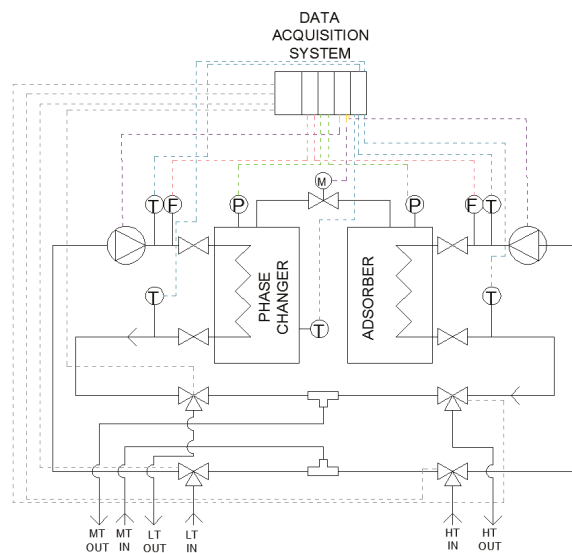 DATA
ACQUISITION
SYSTEM
M
T
F
P
P
F
T
T
PHASE
CHANGER
T
ADSORBER
T
MT
OUT
MT
IN
LT
OUT
LT
IN
HT
IN
HT
OUT